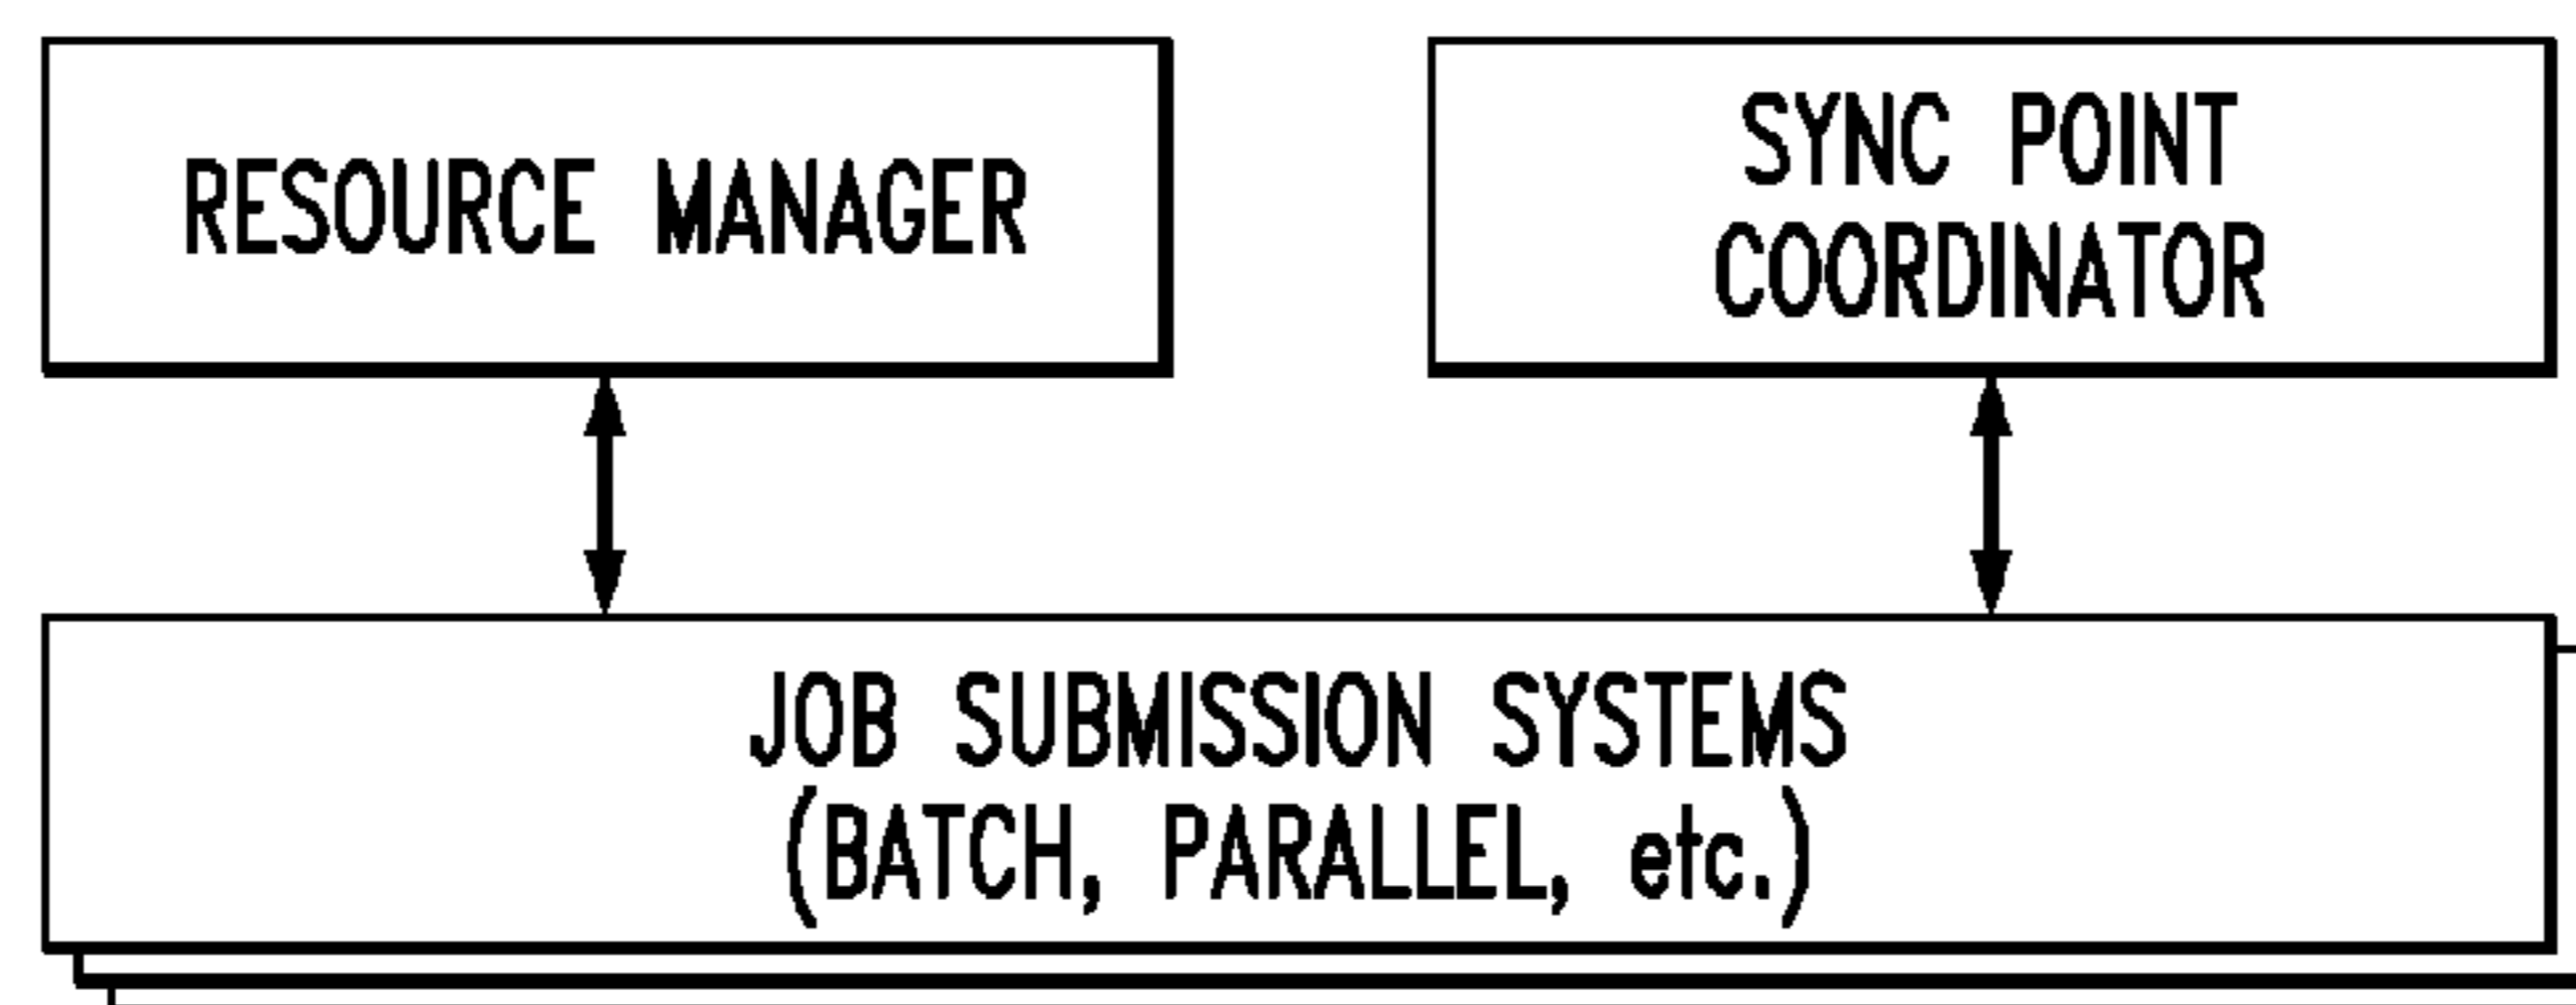 RESOURCE MANAGER
SYNC POINT
COORDINATOR
JOB SUBMISSION SYSTEMS
(BATCH, PARALLEL, etc.)